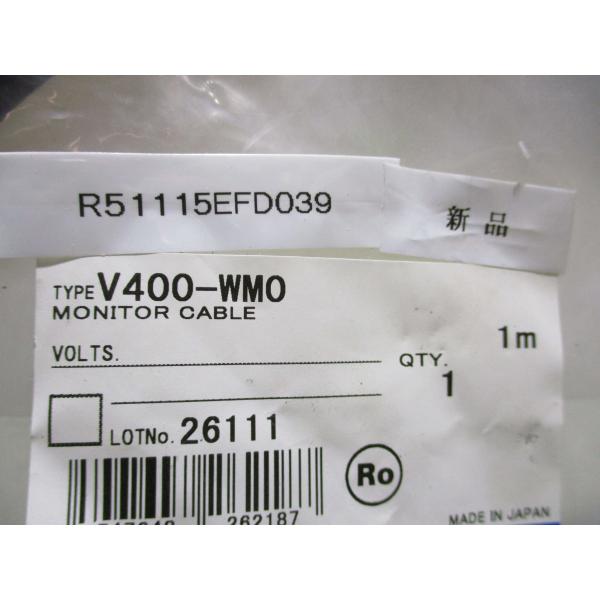 R51115EFD039
新品
TYPE V400-WM0
MONITOR CABLE
1m
VOLTS.
QTY.
1
LOTNo. 26111
Ro
262187
MADE IN JAPAN